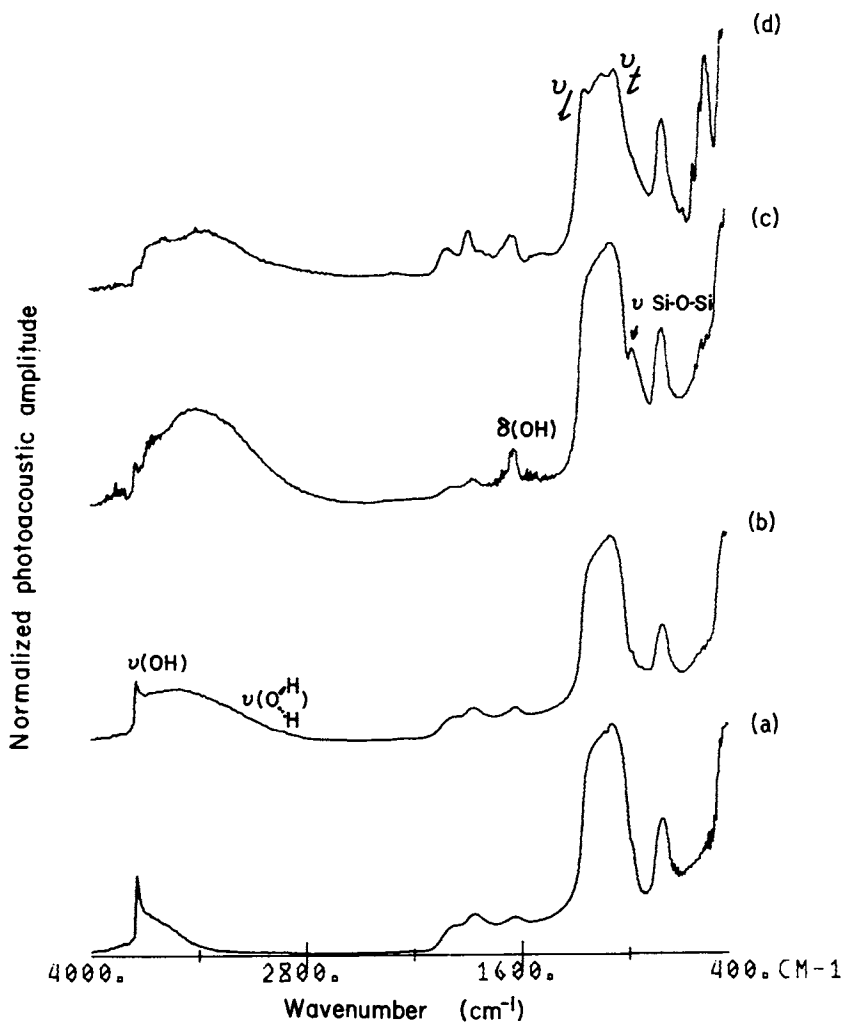 (d)
υl
υt
(c)
υ Si-O-Si
δ(OH)
(b)
υ(OH)
υ(O H H)
(a)
Normalized photoacoustic amplitude
4000. 2800. 1600. 400. CM-1
Wavenumber (cm⁻¹)